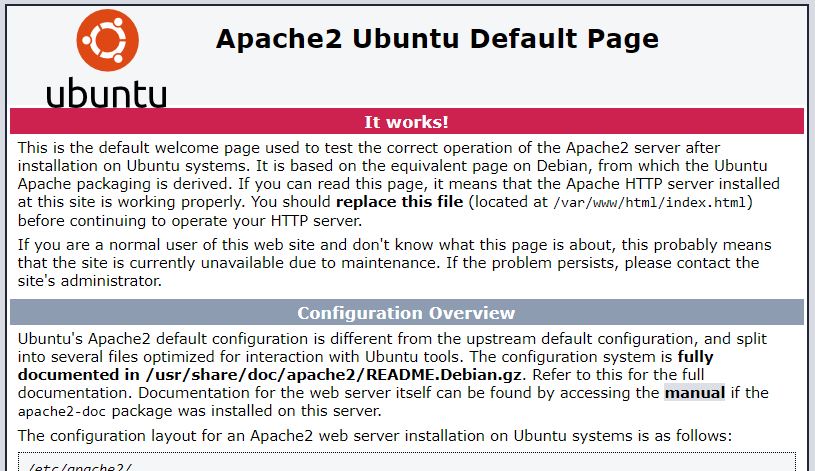 ubuntu
Apache2 Ubuntu Default Page
It works!
This is the default welcome page used to test the correct operation of the Apache2 server after
installation on Ubuntu systems. It is based on the equivalent page on Debian, from which the Ubuntu
Apache packaging is derived. If you can read this page, it means that the Apache HTTP server installed
at this site is working properly. You should replace this file (located at /var/www/html/index.html)
before continuing to operate your HTTP server.
If you are a normal user of this web site and don't know what this page is about, this probably means
that the site is currently unavailable due to maintenance. If the problem persists, please contact the
site's administrator.
Configuration Overview
Ubuntu's Apache2 default configuration is different from the upstream default configuration, and split
into several files optimized for interaction with Ubuntu tools. The configuration system is fully
documented in /usr/share/doc/apache2/README.Debian.gz. Refer to this for the full
documentation. Documentation for the web server itself can be found by accessing the manual if the
apache2-doc package was installed on this server.
The configuration layout for an Apache2 web server installation on Ubuntu systems is as follows:
/etc/apache2/